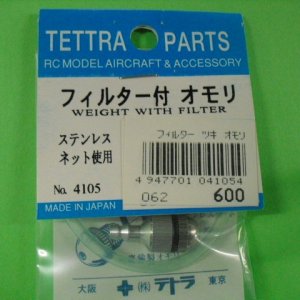 TETTRA PARTS
RC MODEL AIRCRAFT & ACCESSORY
フィルター付 オモリ
WEIGHT WITH FILTER
ステンレス
ネット使用
No. 4105
MADE IN JAPAN
フィルター ツキ オモリ
4 947701 041054
062
600
大阪 (株)テトラ 東京